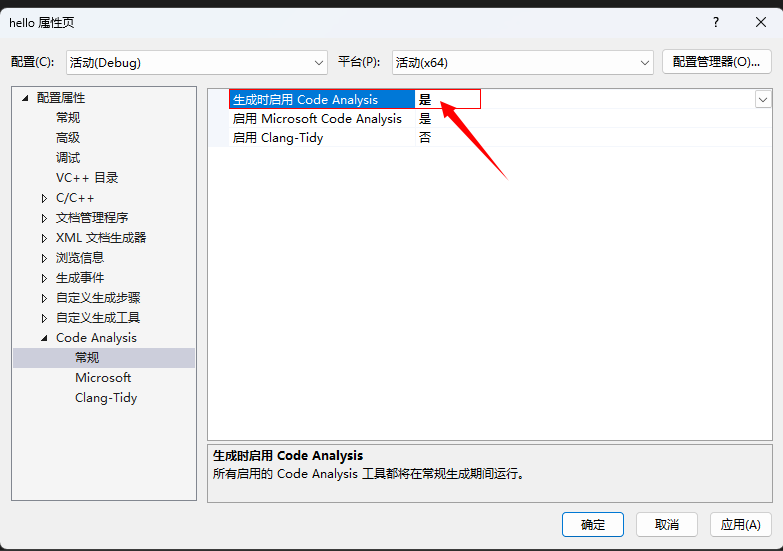 hello 属性页
配置(C): 活动(Debug) 平台(P): 活动(x64) 配置管理器(O)...
配置属性
常规
高级
调试
VC++ 目录
C/C++
文档管理程序
XML 文档生成器
浏览信息
生成事件
自定义生成步骤
自定义生成工具
Code Analysis
常规
Microsoft
Clang-Tidy
生成时启用 Code Analysis 是
启用 Microsoft Code Analysis 是
启用 Clang-Tidy 否
生成时启用 Code Analysis
所有启用的 Code Analysis 工具都将在常规生成期间运行。
确定 取消 应用(A)